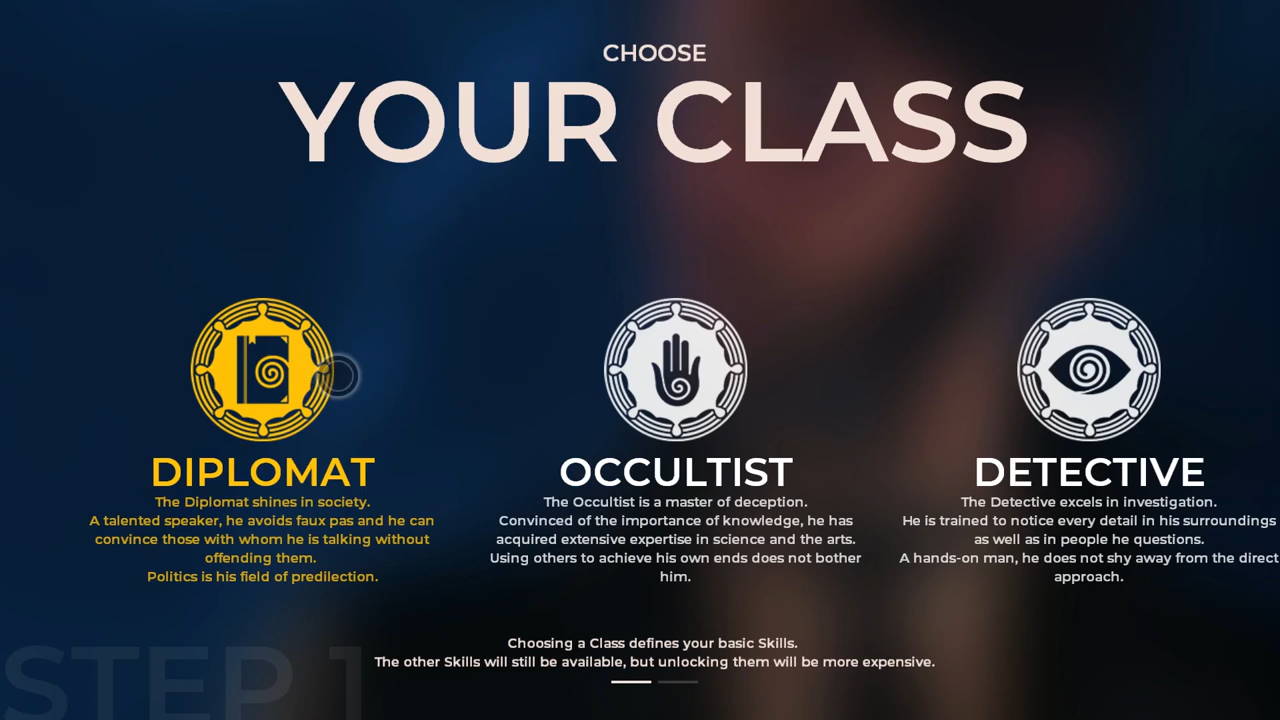 CHOOSE
YOUR CLASS
DIPLOMAT
The Diplomat shines in society.
A talented speaker, he avoids faux pas and he can
convince those with whom he is talking without
offending them.
Politics is his field of predilection.
OCCULTIST
The Occultist is a master of deception.
Convinced of the importance of knowledge, he has
acquired extensive expertise in science and the arts.
Using others to achieve his own ends does not bother
him.
DETECTIVE
The Detective excels in investigation.
He is trained to notice every detail in his surroundings
as well as in people he questions.
A hands-on man, he does not shy away from the direct
approach.
Choosing a Class defines your basic Skills.
The other Skills will still be available, but unlocking them will be more expensive.
STEP 1